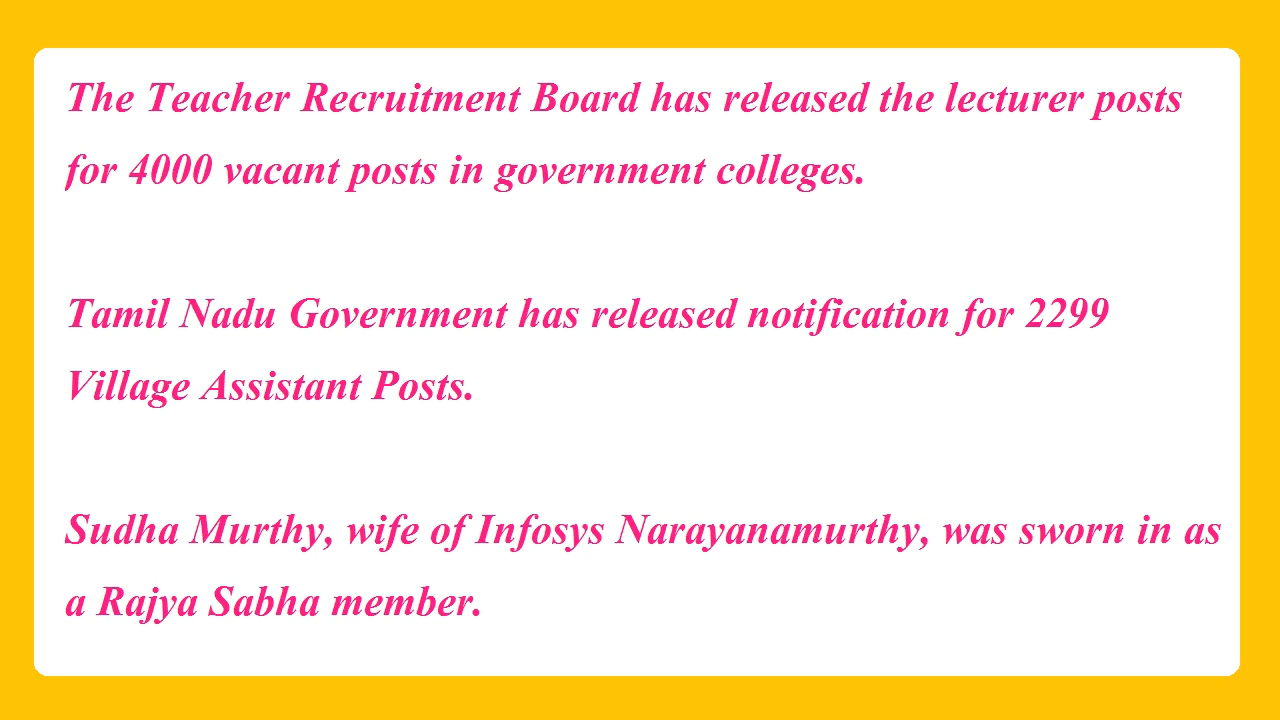 The Teacher Recruitment Board has released the lecturer posts
for 4000 vacant posts in government colleges.
Tamil Nadu Government has released notification for 2299
Village Assistant Posts.
Sudha Murthy, wife of Infosys Narayanamurthy, was sworn in as
a Rajya Sabha member.